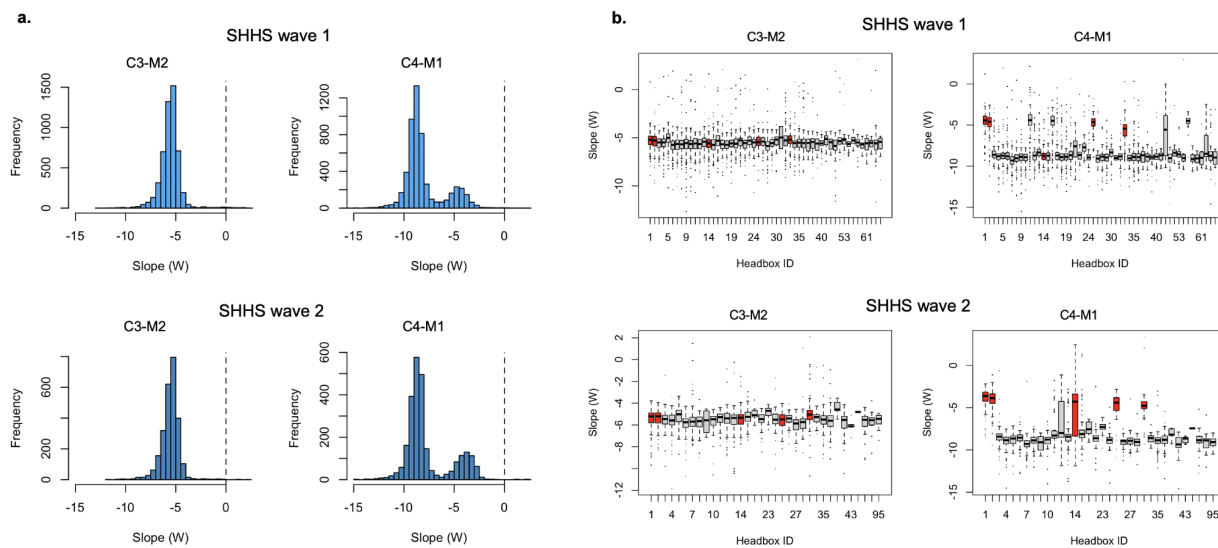 a.
SHHS wave 1
C3-M2
C4-M1
Frequency
1500
1000
500
0
-15 -10 -5 0
Slope (W)
Frequency
1200
800
400
0
-15 -10 -5 0
Slope (W)
SHHS wave 2
C3-M2
C4-M1
Frequency
600
400
200
0
-15 -10 -5 0
Slope (W)
Frequency
600
500
400
300
200
100
0
-15 -10 -5 0
Slope (W)
b.
SHHS wave 1
C3-M2
C4-M1
Slope (W)
0
-5
-10
1 5 9 14 19 24 30 35 40 53 61
Headbox ID
Slope (W)
0
-5
-10
-15
1 5 9 14 19 24 30 35 40 53 61
Headbox ID
SHHS wave 2
C3-M2
C4-M1
Slope (W)
2
0
-2
-4
-6
-8
-12
1 4 7 10 14 23 27 35 43 95
Headbox ID
Slope (W)
0
-5
-10
-15
1 4 7 10 14 23 27 35 43 95
Headbox ID